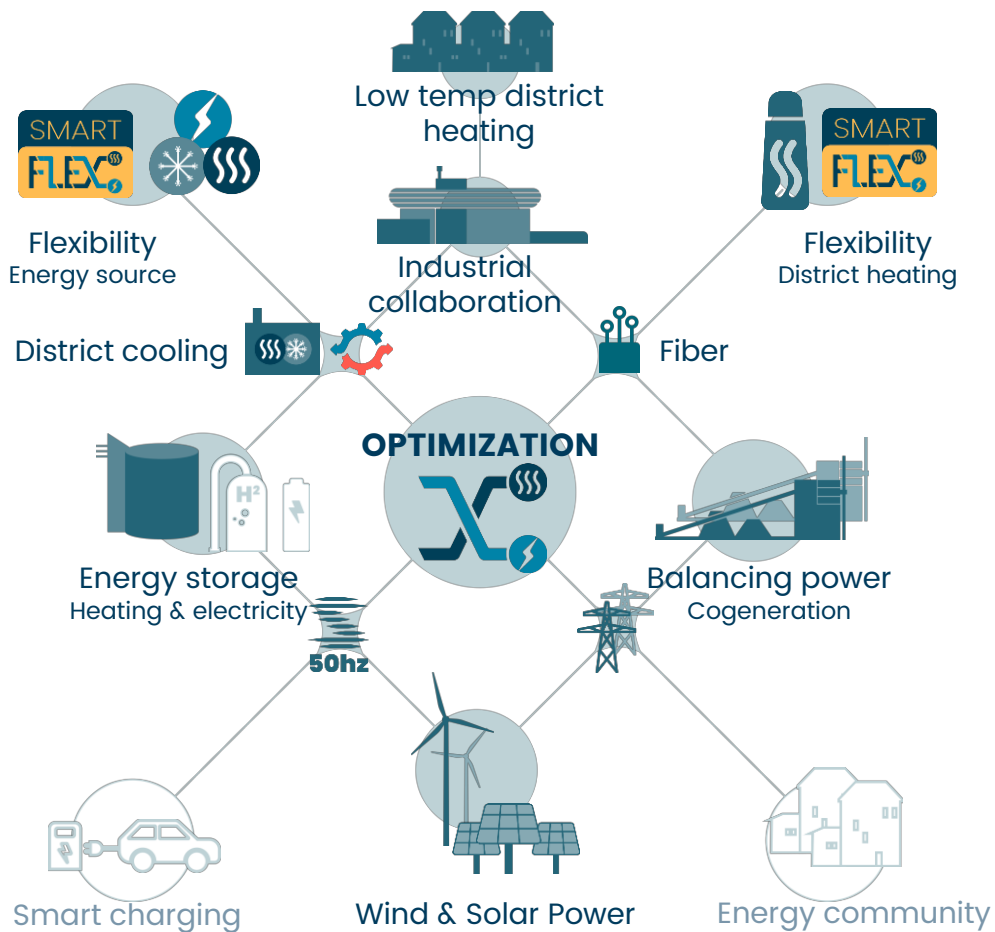 Low temp district
heating
SMART
FLEX
Flexibility
Energy source
SMART
FLEX
Flexibility
District heating
Industrial
collaboration
District cooling
Fiber
OPTIMIZATION
H²
Energy storage
Heating & electricity
Balancing power
Cogeneration
50hz
Smart charging
Wind & Solar Power
Energy community